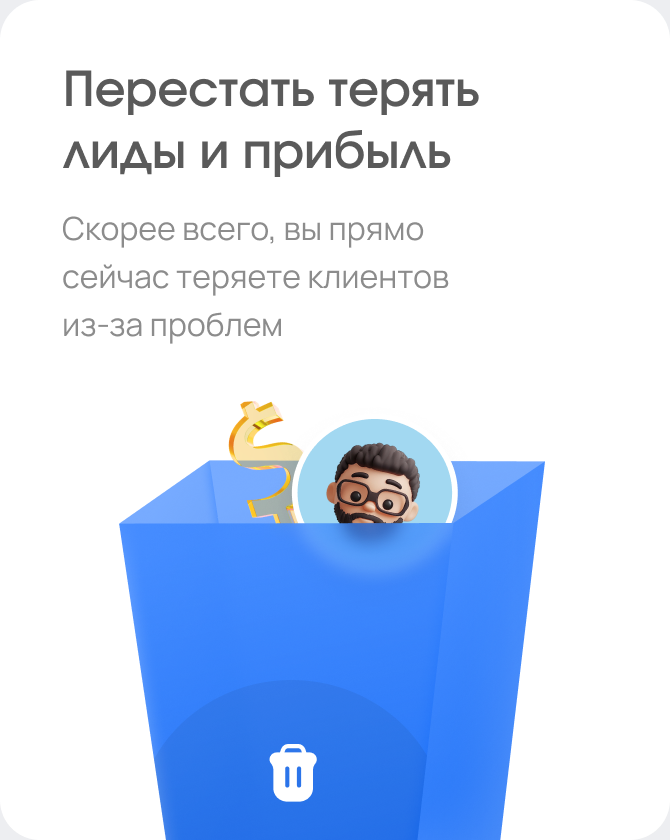 Перестать терять
лиды и прибыль
Скорее всего, вы прямо
сейчас теряете клиентов
из-за проблем